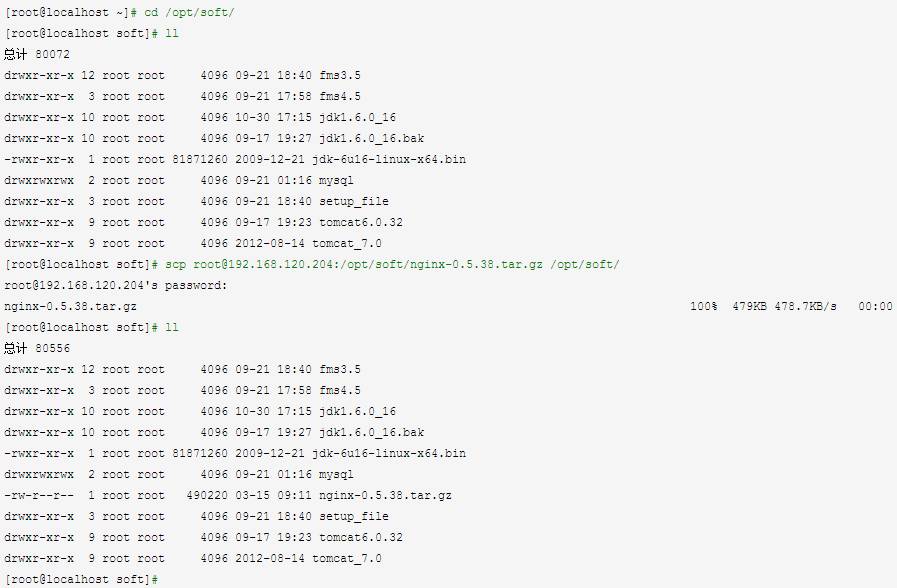 [root@localhost ~]# cd /opt/soft/
[root@localhost soft]# ll
总计 80072
drwxr-xr-x 12 root root     4096 09-21 18:40 fms3.5
drwxr-xr-x  3 root root     4096 09-21 17:58 fms4.5
drwxr-xr-x 10 root root     4096 10-30 17:15 jdk1.6.0_16
drwxr-xr-x 10 root root     4096 09-17 19:27 jdk1.6.0_16.bak
-rwxr-xr-x  1 root root 81871260 2009-12-21 jdk-6u16-linux-x64.bin
drwxrwxrwx  2 root root     4096 09-21 01:16 mysql
drwxr-xr-x  3 root root     4096 09-21 18:40 setup_file
drwxr-xr-x  9 root root     4096 09-17 19:23 tomcat6.0.32
drwxr-xr-x  9 root root     4096 2012-08-14 tomcat_7.0
[root@localhost soft]# scp root@192.168.120.204:/opt/soft/nginx-0.5.38.tar.gz /opt/soft/
root@192.168.120.204's password:
nginx-0.5.38.tar.gz 100%  479KB 478.7KB/s   00:00
[root@localhost soft]# ll
总计 80556
drwxr-xr-x 12 root root     4096 09-21 18:40 fms3.5
drwxr-xr-x  3 root root     4096 09-21 17:58 fms4.5
drwxr-xr-x 10 root root     4096 10-30 17:15 jdk1.6.0_16
drwxr-xr-x 10 root root     4096 09-17 19:27 jdk1.6.0_16.bak
-rwxr-xr-x  1 root root 81871260 2009-12-21 jdk-6u16-linux-x64.bin
drwxrwxrwx  2 root root     4096 09-21 01:16 mysql
-rw-r--r--  1 root root   490220 03-15 09:11 nginx-0.5.38.tar.gz
drwxr-xr-x  3 root root     4096 09-21 18:40 setup_file
drwxr-xr-x  9 root root     4096 09-17 19:23 tomcat6.0.32
drwxr-xr-x  9 root root     4096 2012-08-14 tomcat_7.0
[root@localhost soft]#